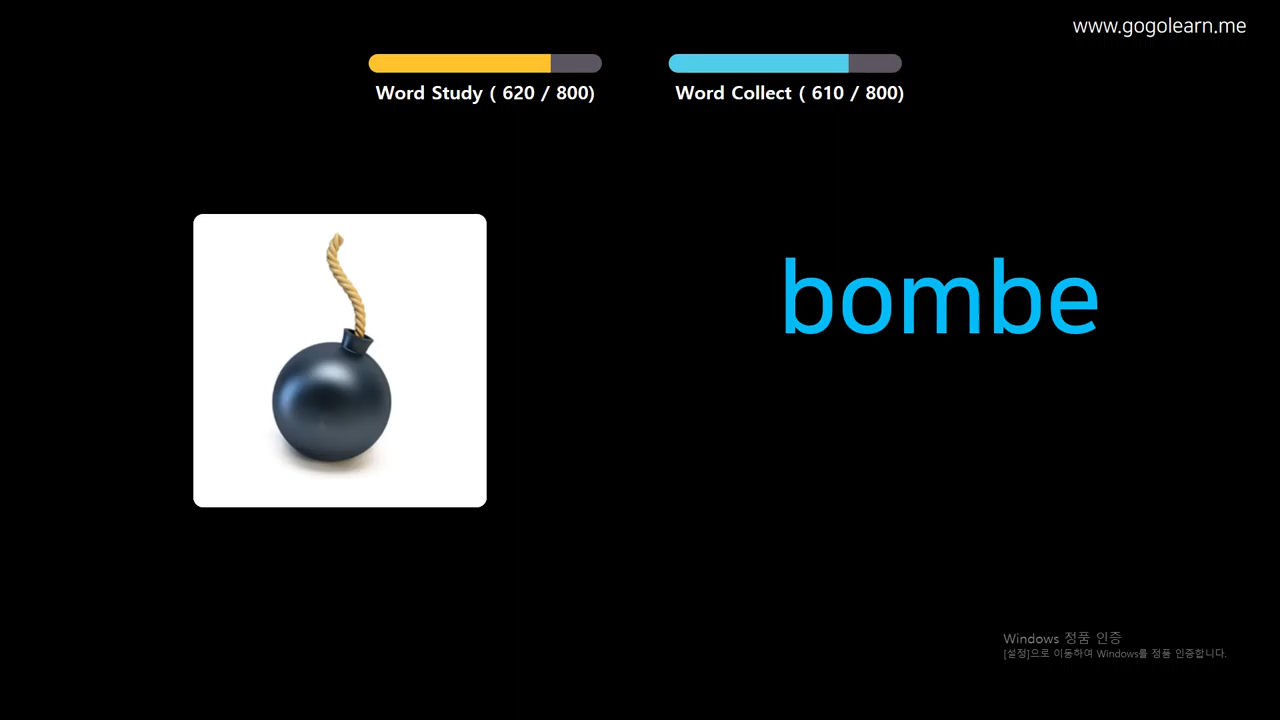 www.gogolearn.me
Word Study ( 620 / 800)
Word Collect ( 610 / 800)
bombe
Windows 정품 인증
[설정]으로 이동하여 Windows를 정품 인증합니다.